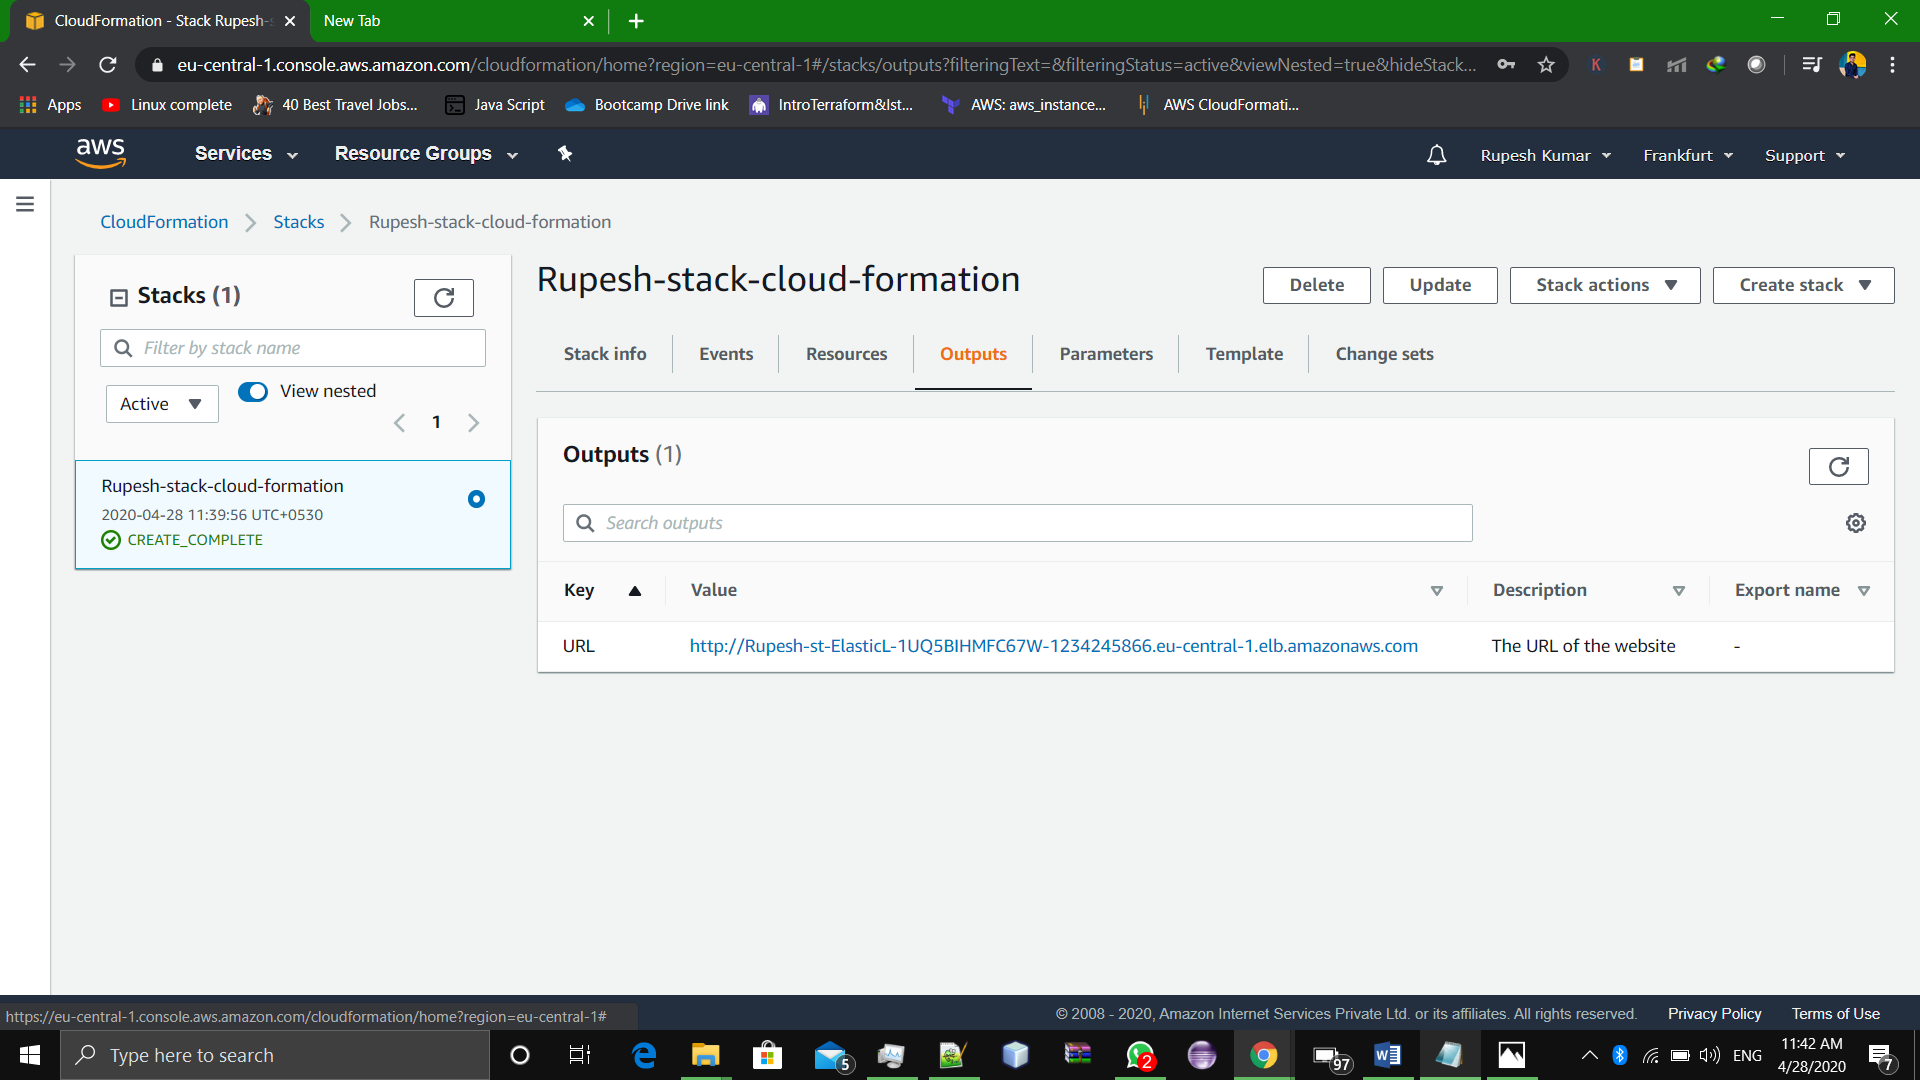 CloudFormation - Stack Rupesh-s
New Tab
eu-central-1.console.aws.amazon.com/cloudformation/home?region=eu-central-1#/stacks/outputs?filteringText=&filteringStatus=active&viewNested=true&hideStack...
Apps
Linux complete
40 Best Travel Jobs...
Java Script
Bootcamp Drive link
IntroTerraform&Ist...
AWS: aws_instance...
AWS CloudFormati...
aws
Services
Resource Groups
Rupesh Kumar
Frankfurt
Support
CloudFormation
Stacks
Rupesh-stack-cloud-formation
Stacks (1)
Filter by stack name
Active
View nested
1
Rupesh-stack-cloud-formation
2020-04-28 11:39:56 UTC+0530
CREATE_COMPLETE
Rupesh-stack-cloud-formation
Delete
Update
Stack actions
Create stack
Stack info
Events
Resources
Outputs
Parameters
Template
Change sets
Outputs (1)
Search outputs
Key
Value
Description
Export name
URL
http://Rupesh-st-ElasticL-1UQ5BIHMFC67W-1234245866.eu-central-1.elb.amazonaws.com
The URL of the website
-
https://eu-central-1.console.aws.amazon.com/cloudformation/home?region=eu-central-1#
© 2008 - 2020, Amazon Internet Services Private Ltd. or its affiliates. All rights reserved.
Privacy Policy
Terms of Use
Type here to search
5
2
97
ENG
11:42 AM
4/28/2020
7